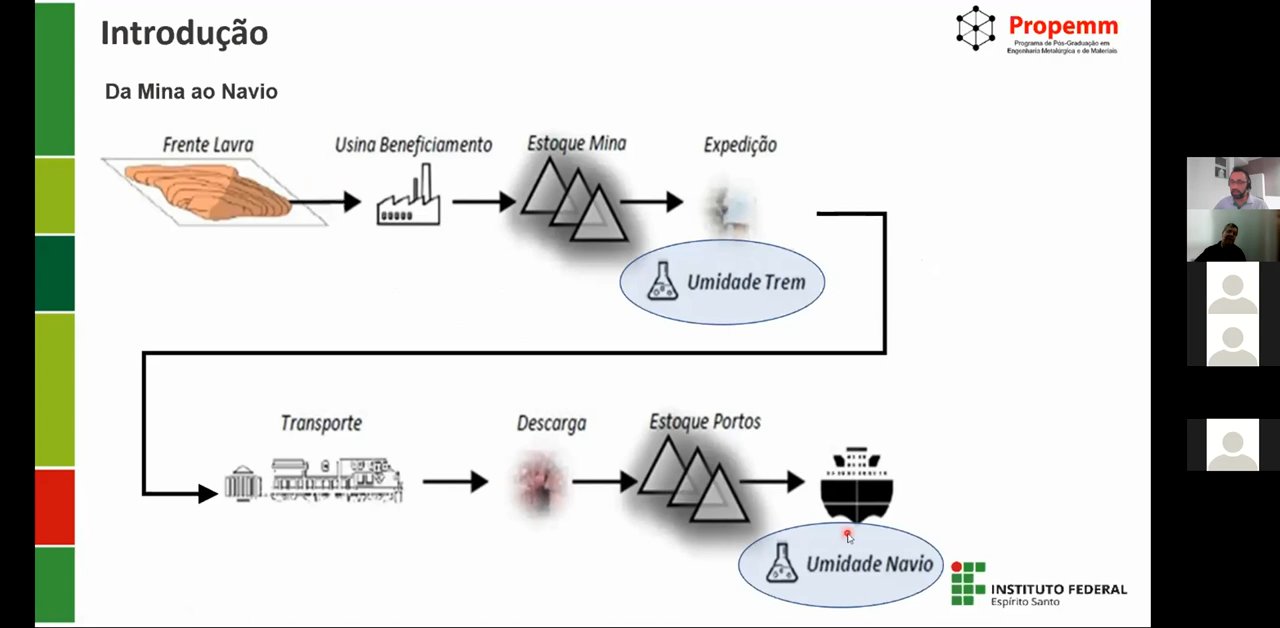 Introdução
Propemm
Programa de Pós-Graduação em
Engenharia Metalúrgica e de Materiais
Da Mina ao Navio
Frente Lavra
Usina Beneficiamento
Estoque Mina
Expedição
Umidade Trem
Transporte
Descarga
Estoque Portos
Umidade Navio
INSTITUTO FEDERAL
Espírito Santo